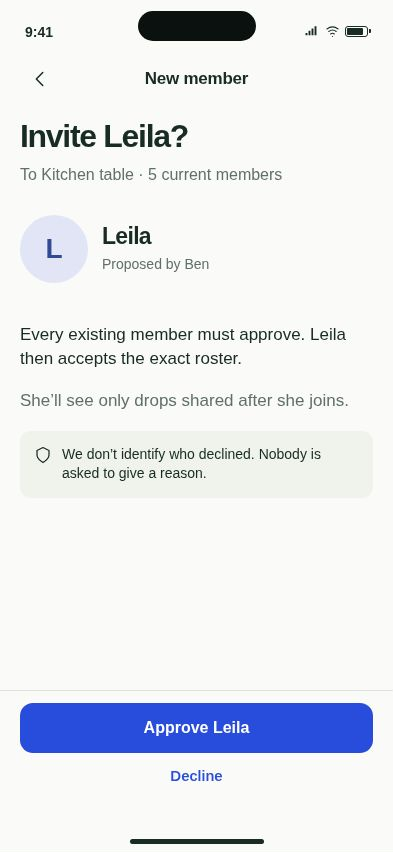 9:41
New member
Invite Leila?
To Kitchen table · 5 current members
L
Leila
Proposed by Ben
Every existing member must approve. Leila
then accepts the exact roster.
She’ll see only drops shared after she joins.
We don’t identify who declined. Nobody is
asked to give a reason.
Approve Leila
Decline